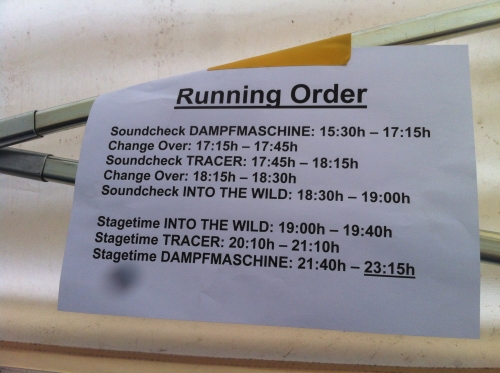 Running Order
Soundcheck DAMPFMASCHINE: 15:30h – 17:15h
Change Over: 17:15h – 17:45h
Soundcheck TRACER: 17:45h – 18:15h
Change Over: 18:15h – 18:30h
Soundcheck INTO THE WILD: 18:30h – 19:00h
Stagetime INTO THE WILD: 19:00h – 19:40h
Stagetime TRACER: 20:10h – 21:10h
Stagetime DAMPFMASCHINE: 21:40h – 23:15h